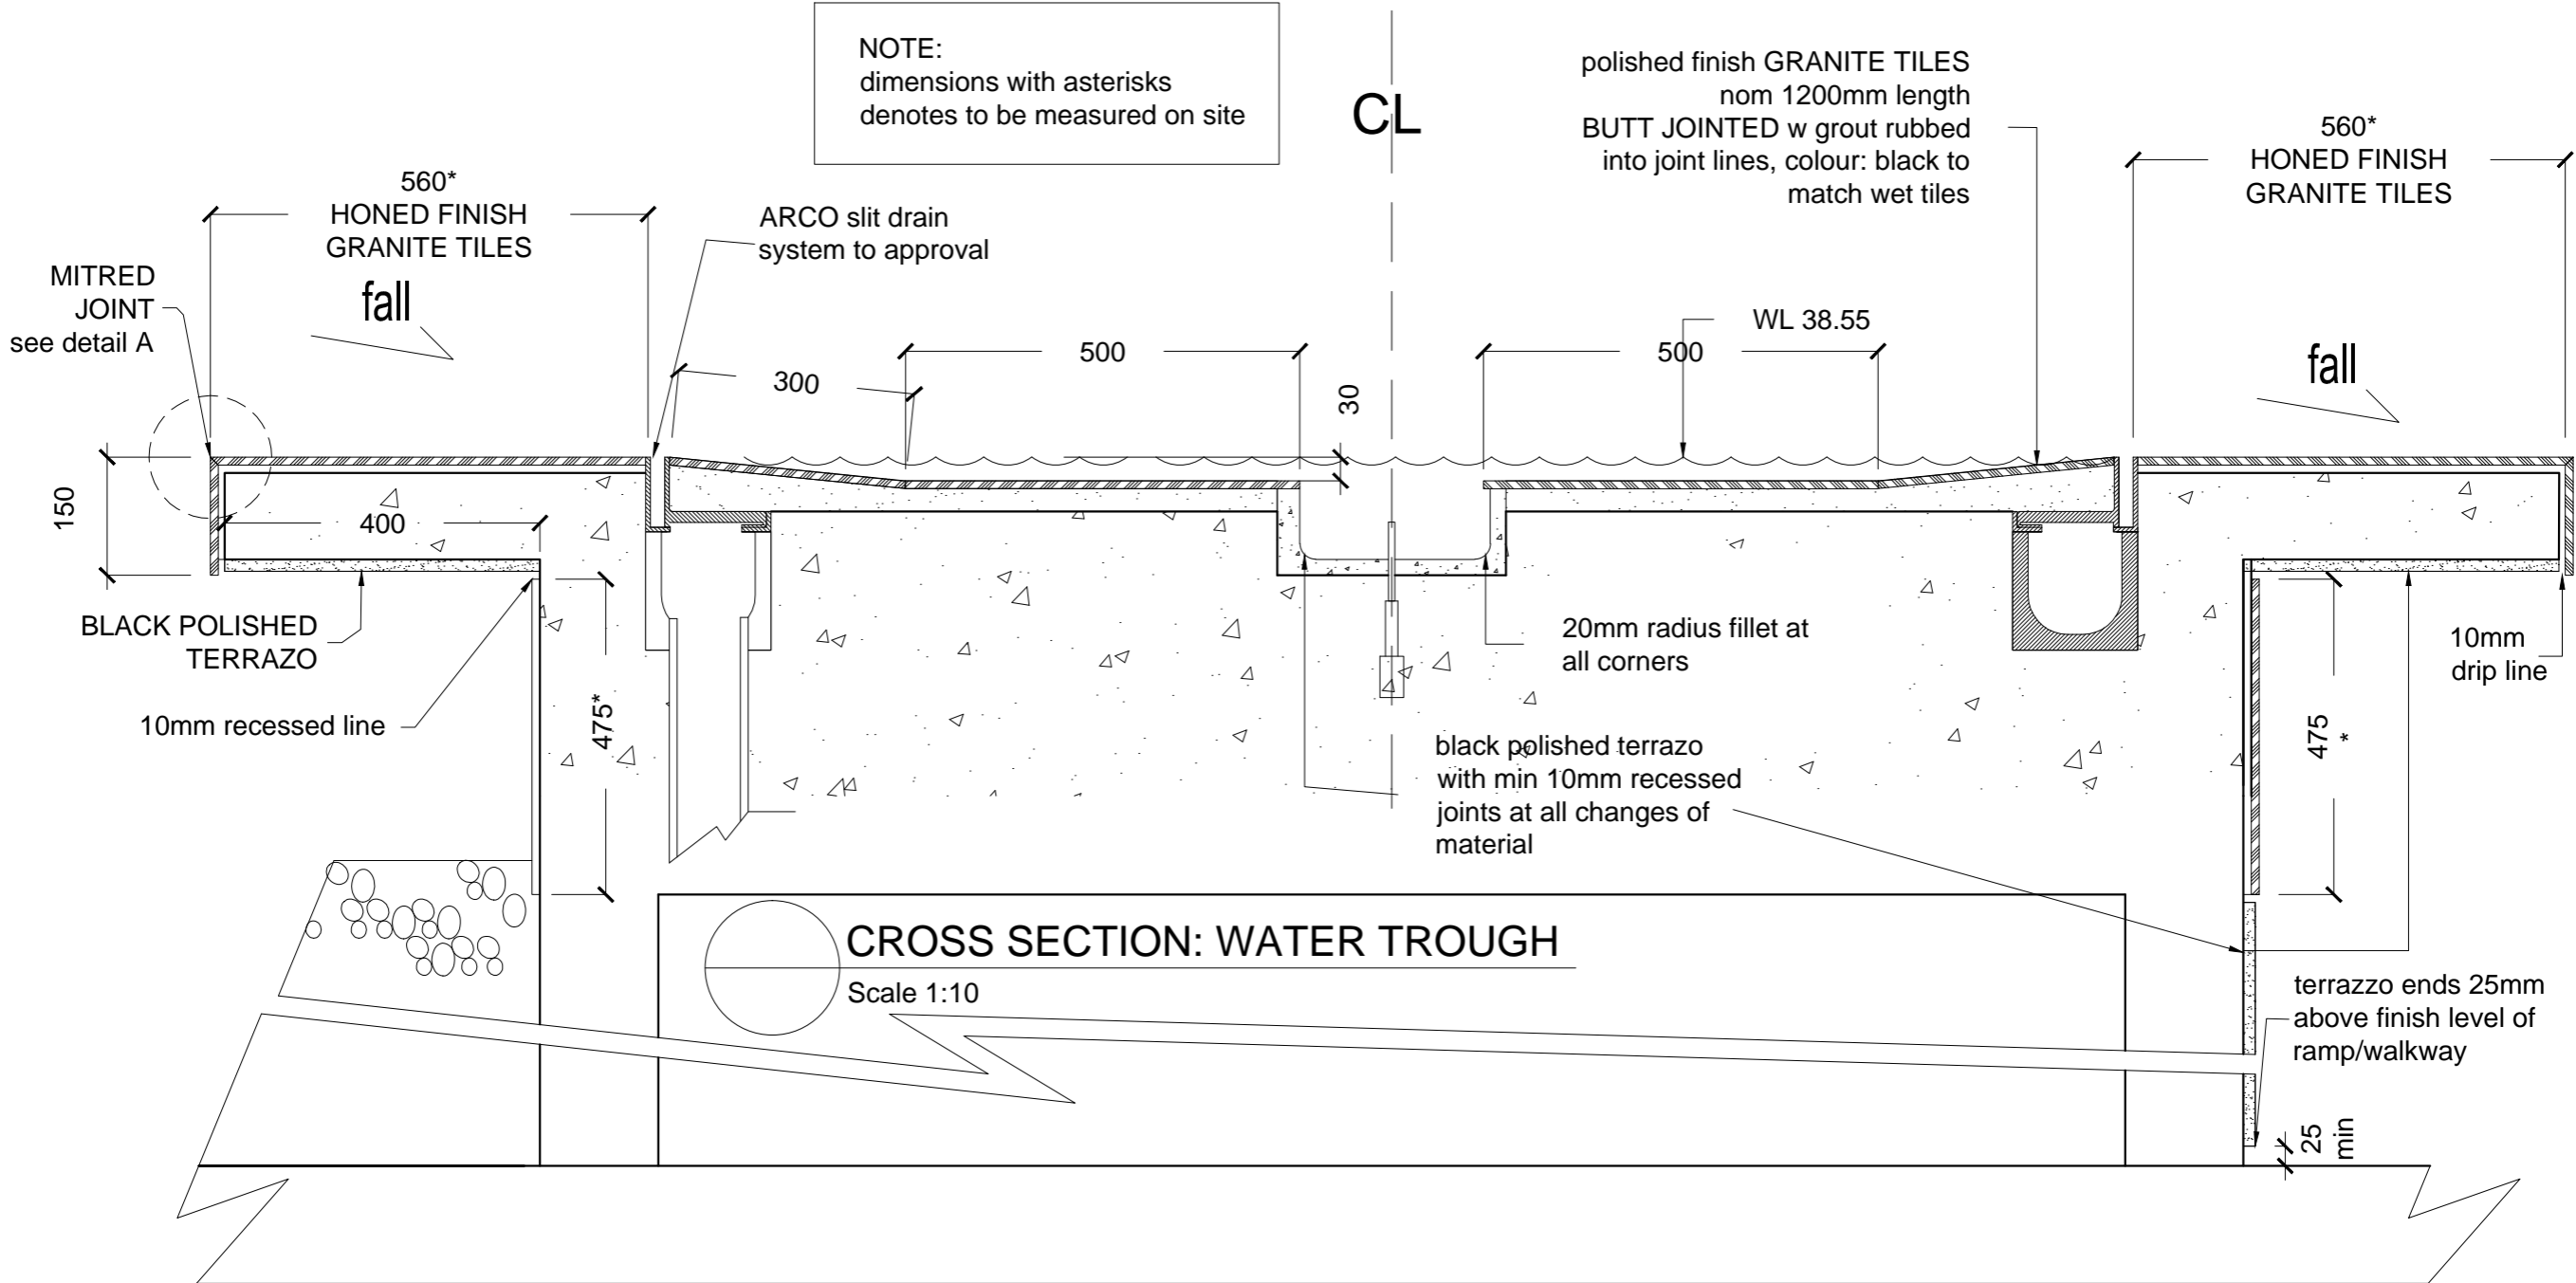 NOTE:
dimensions with asterisks
denotes to be measured on site
CL
polished finish GRANITE TILES
nom 1200mm length
BUTT JOINTED w grout rubbed
into joint lines, colour: black to
match wet tiles
560*
HONED FINISH
GRANITE TILES
560*
HONED FINISH
GRANITE TILES
ARCO slit drain
system to approval
MITRED
JOINT
see detail A
fall
WL 38.55
500
500
300
30
fall
150
400
BLACK POLISHED
TERRAZO
10mm recessed line
475*
20mm radius fillet at
all corners
10mm
drip line
475
*
black polished terrazo
with min 10mm recessed
joints at all changes of
material
CROSS SECTION: WATER TROUGH
Scale 1:10
terrazzo ends 25mm
above finish level of
ramp/walkway
25
min